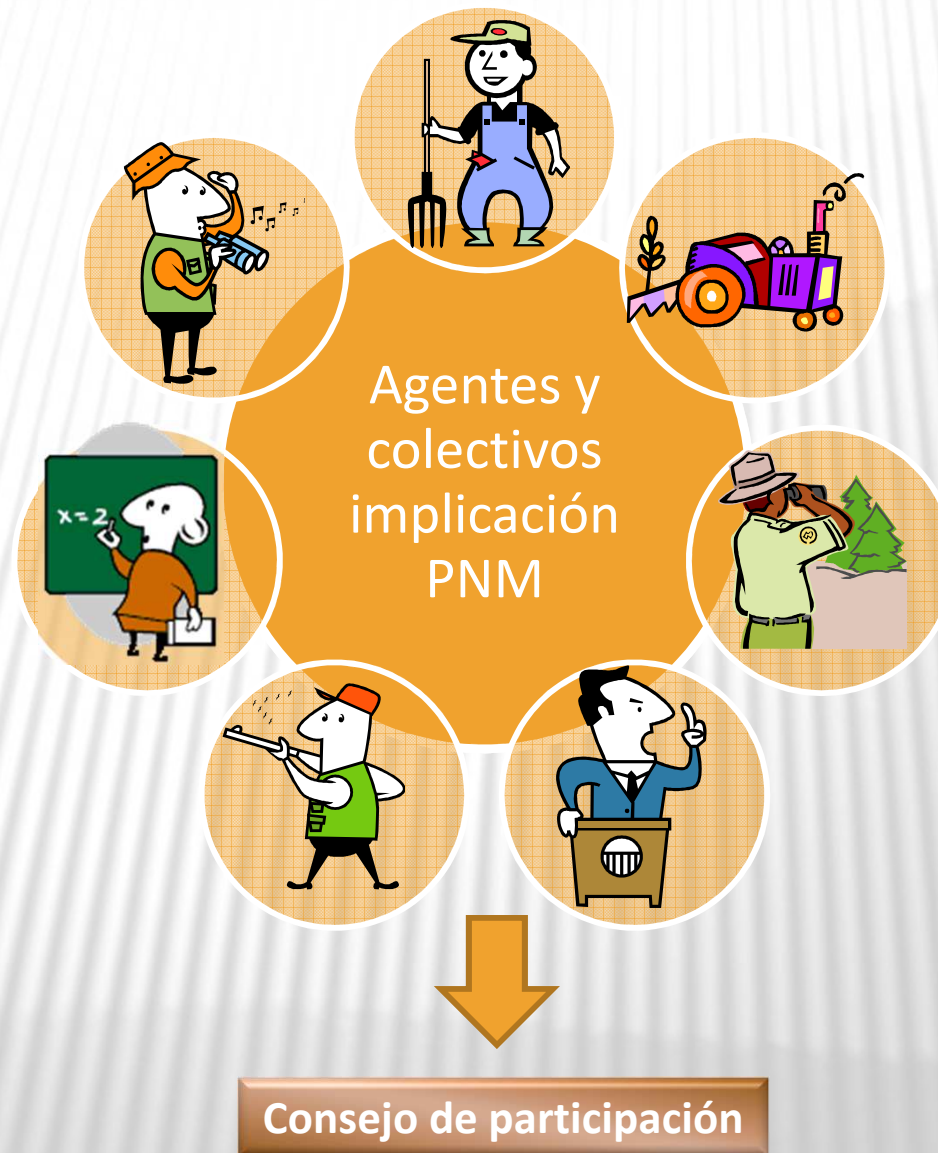 Agentes y
colectivos
implicación
PNM
x=2
Consejo de participación